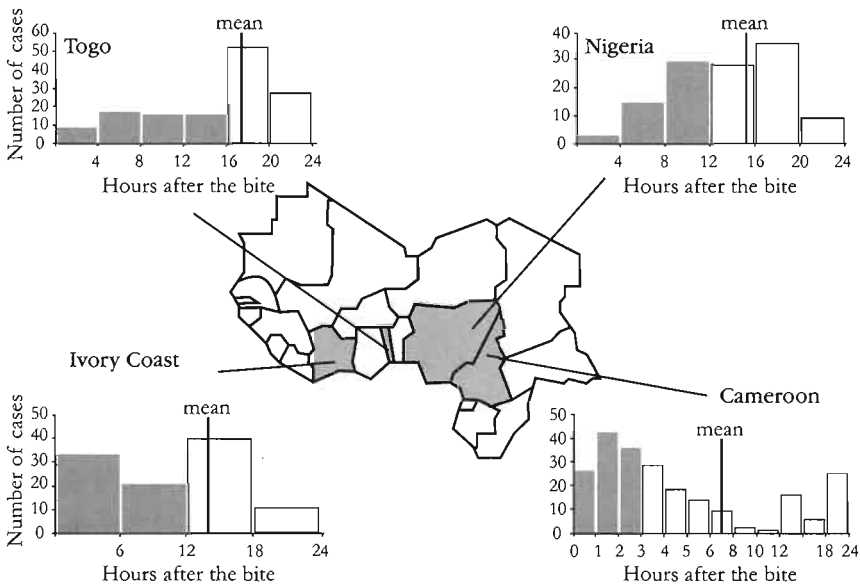 mean
Togo
Number of cases
60
50
40
30
20
10
0
4 8 12 16 20 24
Hours after the bite
mean
Nigeria
40
30
20
10
0
4 8 12 16 20 24
Hours after the bite
Ivory Coast
mean
Number of cases
50
40
30
20
10
0
6 12 18 24
Hours after the bite
Cameroon
mean
50
40
30
20
10
0
0 1 2 3 4 5 6 7 8 10 12 18 24
Hours after the bite